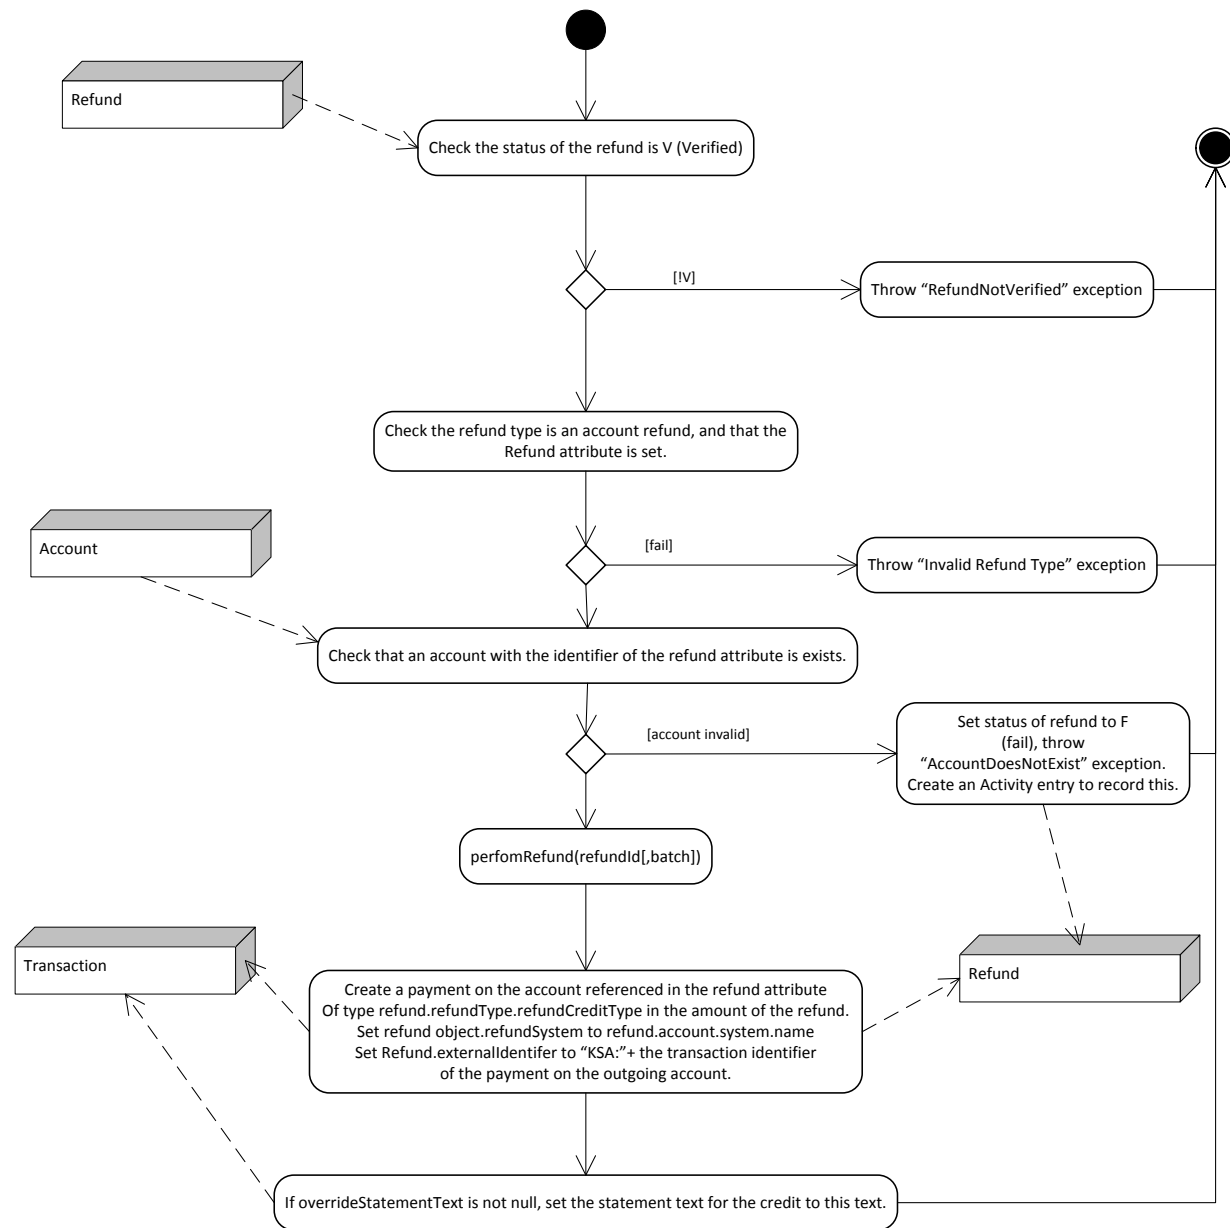 Refund
Check the status of the refund is V (Verified)
[!V]
Throw “RefundNotVerified” exception
Check the refund type is an account refund, and that the
Refund attribute is set.
Account
[fail]
Throw “Invalid Refund Type” exception
Check that an account with the identifier of the refund attribute is exists.
[account invalid]
Set status of refund to F
(fail), throw
“AccountDoesNotExist” exception.
Create an Activity entry to record this.
perfomRefund(refundId[,batch])
Transaction
Refund
Create a payment on the account referenced in the refund attribute
Of type refund.refundType.refundCreditType in the amount of the refund.
Set refund object.refundSystem to refund.account.system.name
Set Refund.externalIdentifer to “KSA:”+ the transaction identifier
of the payment on the outgoing account.
If overrideStatementText is not null, set the statement text for the credit to this text.